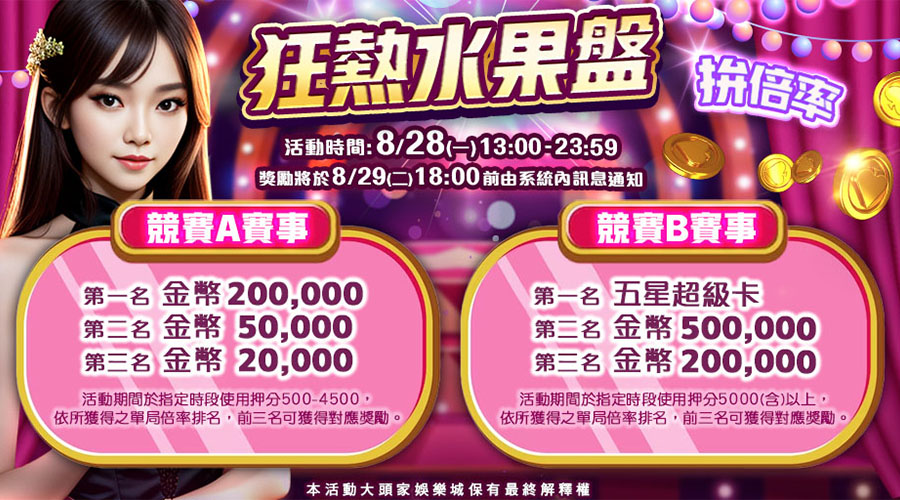 狂熱水果盤
拚倍率
活動時間:8/28(一)13:00-23:59
獎勵將於8/29(二)18:00前由系統內訊息通知
競賽A賽事
第一名 金幣 200,000
第二名 金幣 50,000
第三名 金幣 20,000
活動期間於指定時段使用押分500-4500，
依所獲得之單局倍率排名，前三名可獲得對應獎勵。
競賽B賽事
第一名 五星超級卡
第二名 金幣 500,000
第三名 金幣 200,000
活動期間於指定時段使用押分5000(含)以上，
依所獲得之單局倍率排名，前三名可獲得對應獎勵。
本活動大頭家娛樂城保有最終解釋權